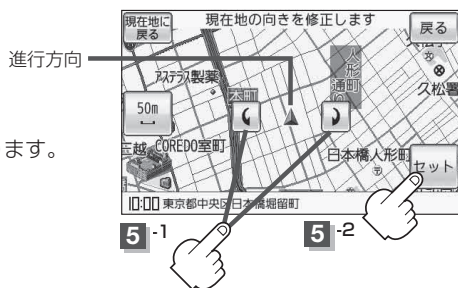 現在地に
戻る
現在地の向きを修正します
戻る
進行方向
アステラス製薬
人形
通町
久松署
本町
50m
ます。
三越
COREDO室町
日本橋人形町
セット
10:00 東京都中央区日本橋堀留町
5 -1
5 -2